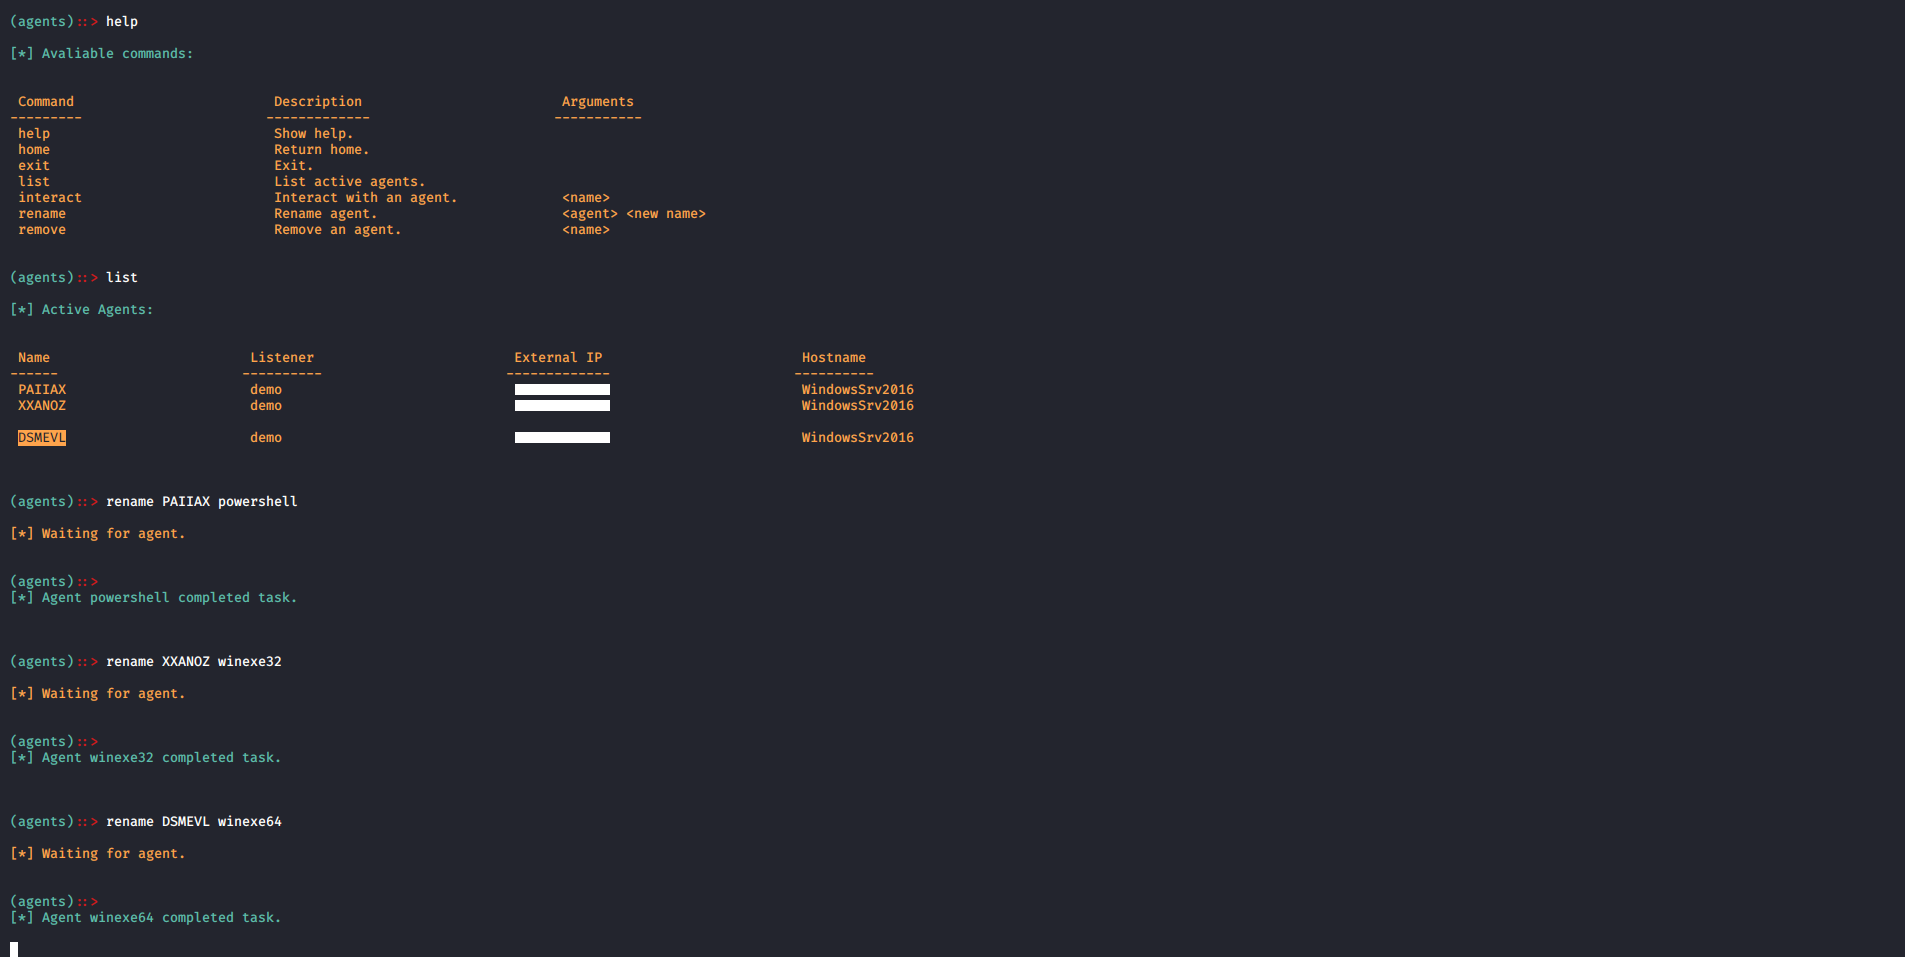 (agents)::> help
[*] Avaliable commands:
Command Description Arguments
--------- ------------- -----------
help Show help.
home Return home.
exit Exit.
list List active agents.
interact Interact with an agent. <name>
rename Rename agent. <agent> <new name>
remove Remove an agent. <name>
(agents)::> list
[*] Active Agents:
Name Listener External IP Hostname
------ ---------- ------------- ----------
PAIIAX demo WindowsSrv2016
XXANOZ demo WindowsSrv2016
DSMEVL demo WindowsSrv2016
(agents)::> rename PAIIAX powershell
[*] Waiting for agent.
(agents)::>
[*] Agent powershell completed task.
(agents)::> rename XXANOZ winexe32
[*] Waiting for agent.
(agents)::>
[*] Agent winexe32 completed task.
(agents)::> rename DSMEVL winexe64
[*] Waiting for agent.
(agents)::>
[*] Agent winexe64 completed task.